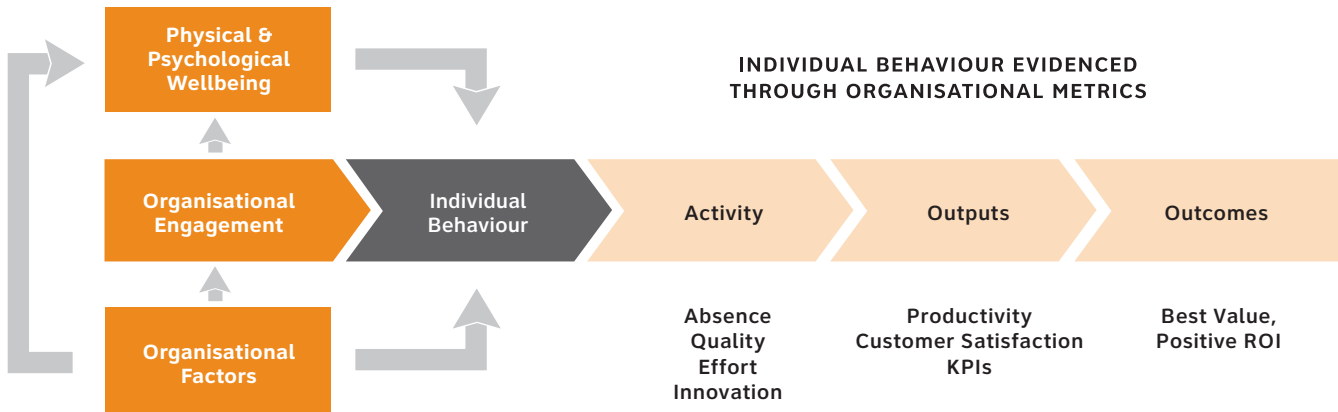 Physical &
Psychological
Wellbeing
INDIVIDUAL BEHAVIOUR EVIDENCED
THROUGH ORGANISATIONAL METRICS
Organisational
Engagement
Individual
Behaviour
Activity
Outputs
Outcomes
Organisational
Factors
Absence
Quality
Effort
Innovation
Productivity
Customer Satisfaction
KPIs
Best Value,
Positive ROI